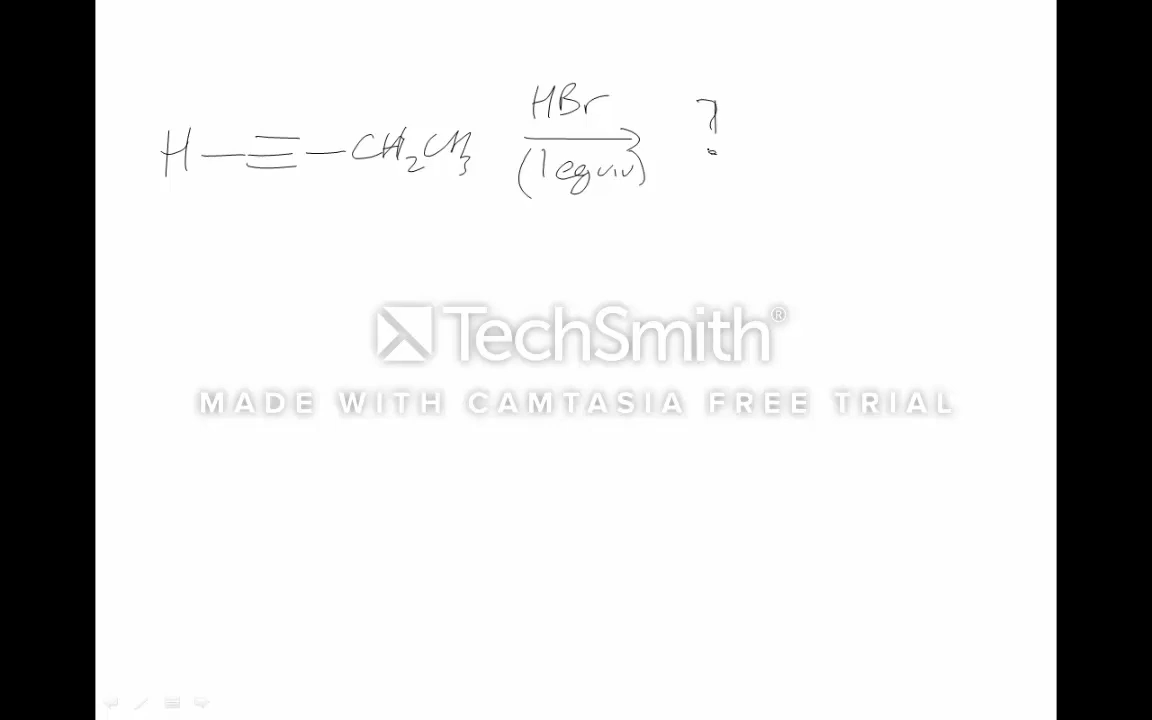 HBr
H—≡—CH₂CH₃ → ?
(1 equiv)
TechSmith®
MADE WITH CAMTASIA FREE TRIAL